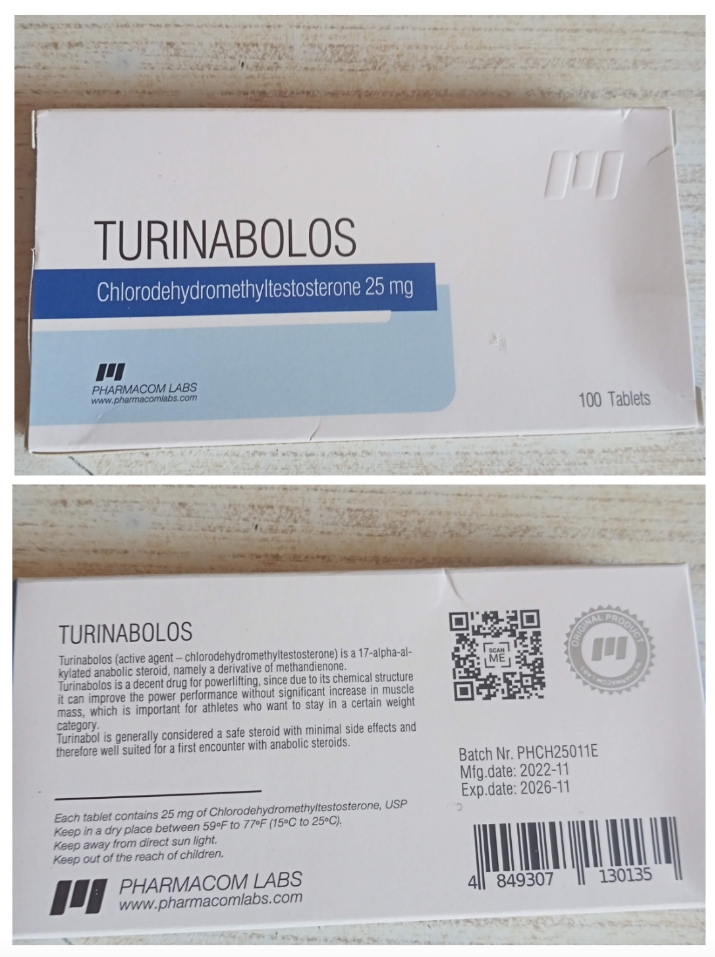 TURINABOLOS
Chlorodehydromethyltestosterone 25 mg
PHARMACOM LABS
www.pharmacomlabs.com
100 Tablets
TURINABOLOS
Turinabolos (active agent – chlorodehydromethyltestosterone) is a 17-alpha-al-
kylated anabolic steroid, namely a derivative of methandienone.
Turinabolos is a decent drug for powerlifting, since due to its chemical structure
it can improve the power performance without significant increase in muscle
mass, which is important for athletes who want to stay in a certain weight
category.
Turinabol is generally considered a safe steroid with minimal side effects and
therefore well suited for a first encounter with anabolic steroids.
Each tablet contains 25 mg of Chlorodehydromethyltestosterone, USP
Keep in a dry place between 59ºF to 77ºF (15ºC to 25ºC).
Keep away from direct sun light.
Keep out of the reach of children.
PHARMACOM LABS
www.pharmacomlabs.com
SCAN
ME
ORIGINAL PRODUCT
Batch Nr. PHCH25011E
Mfg.date: 2022-11
Exp.date: 2026-11
4 849307 130135